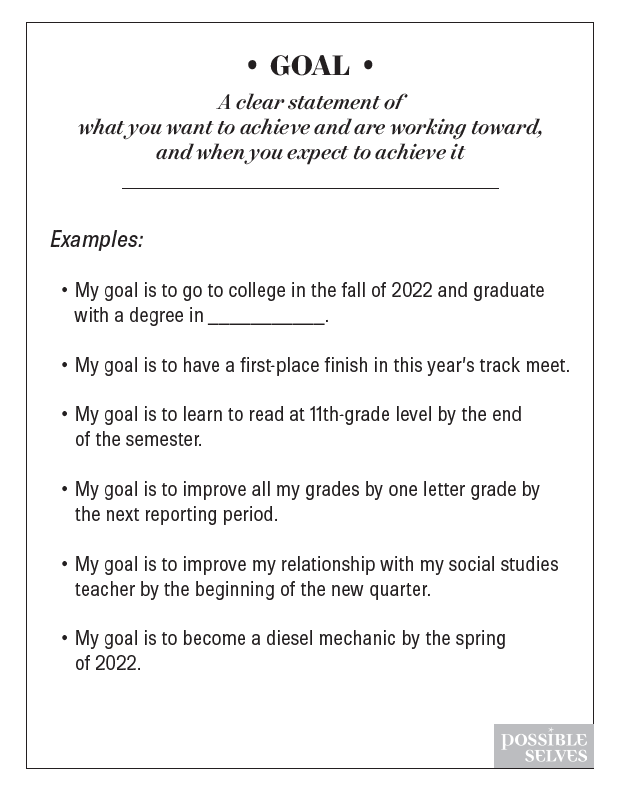 • GOAL •
A clear statement of
what you want to achieve and are working toward,
and when you expect to achieve it
Examples:
• My goal is to go to college in the fall of 2022 and graduate
with a degree in ____________.
• My goal is to have a first-place finish in this year's track meet.
• My goal is to learn to read at 11th-grade level by the end
of the semester.
• My goal is to improve all my grades by one letter grade by
the next reporting period.
• My goal is to improve my relationship with my social studies
teacher by the beginning of the new quarter.
• My goal is to become a diesel mechanic by the spring
of 2022.
POSSIBLE
SELVES